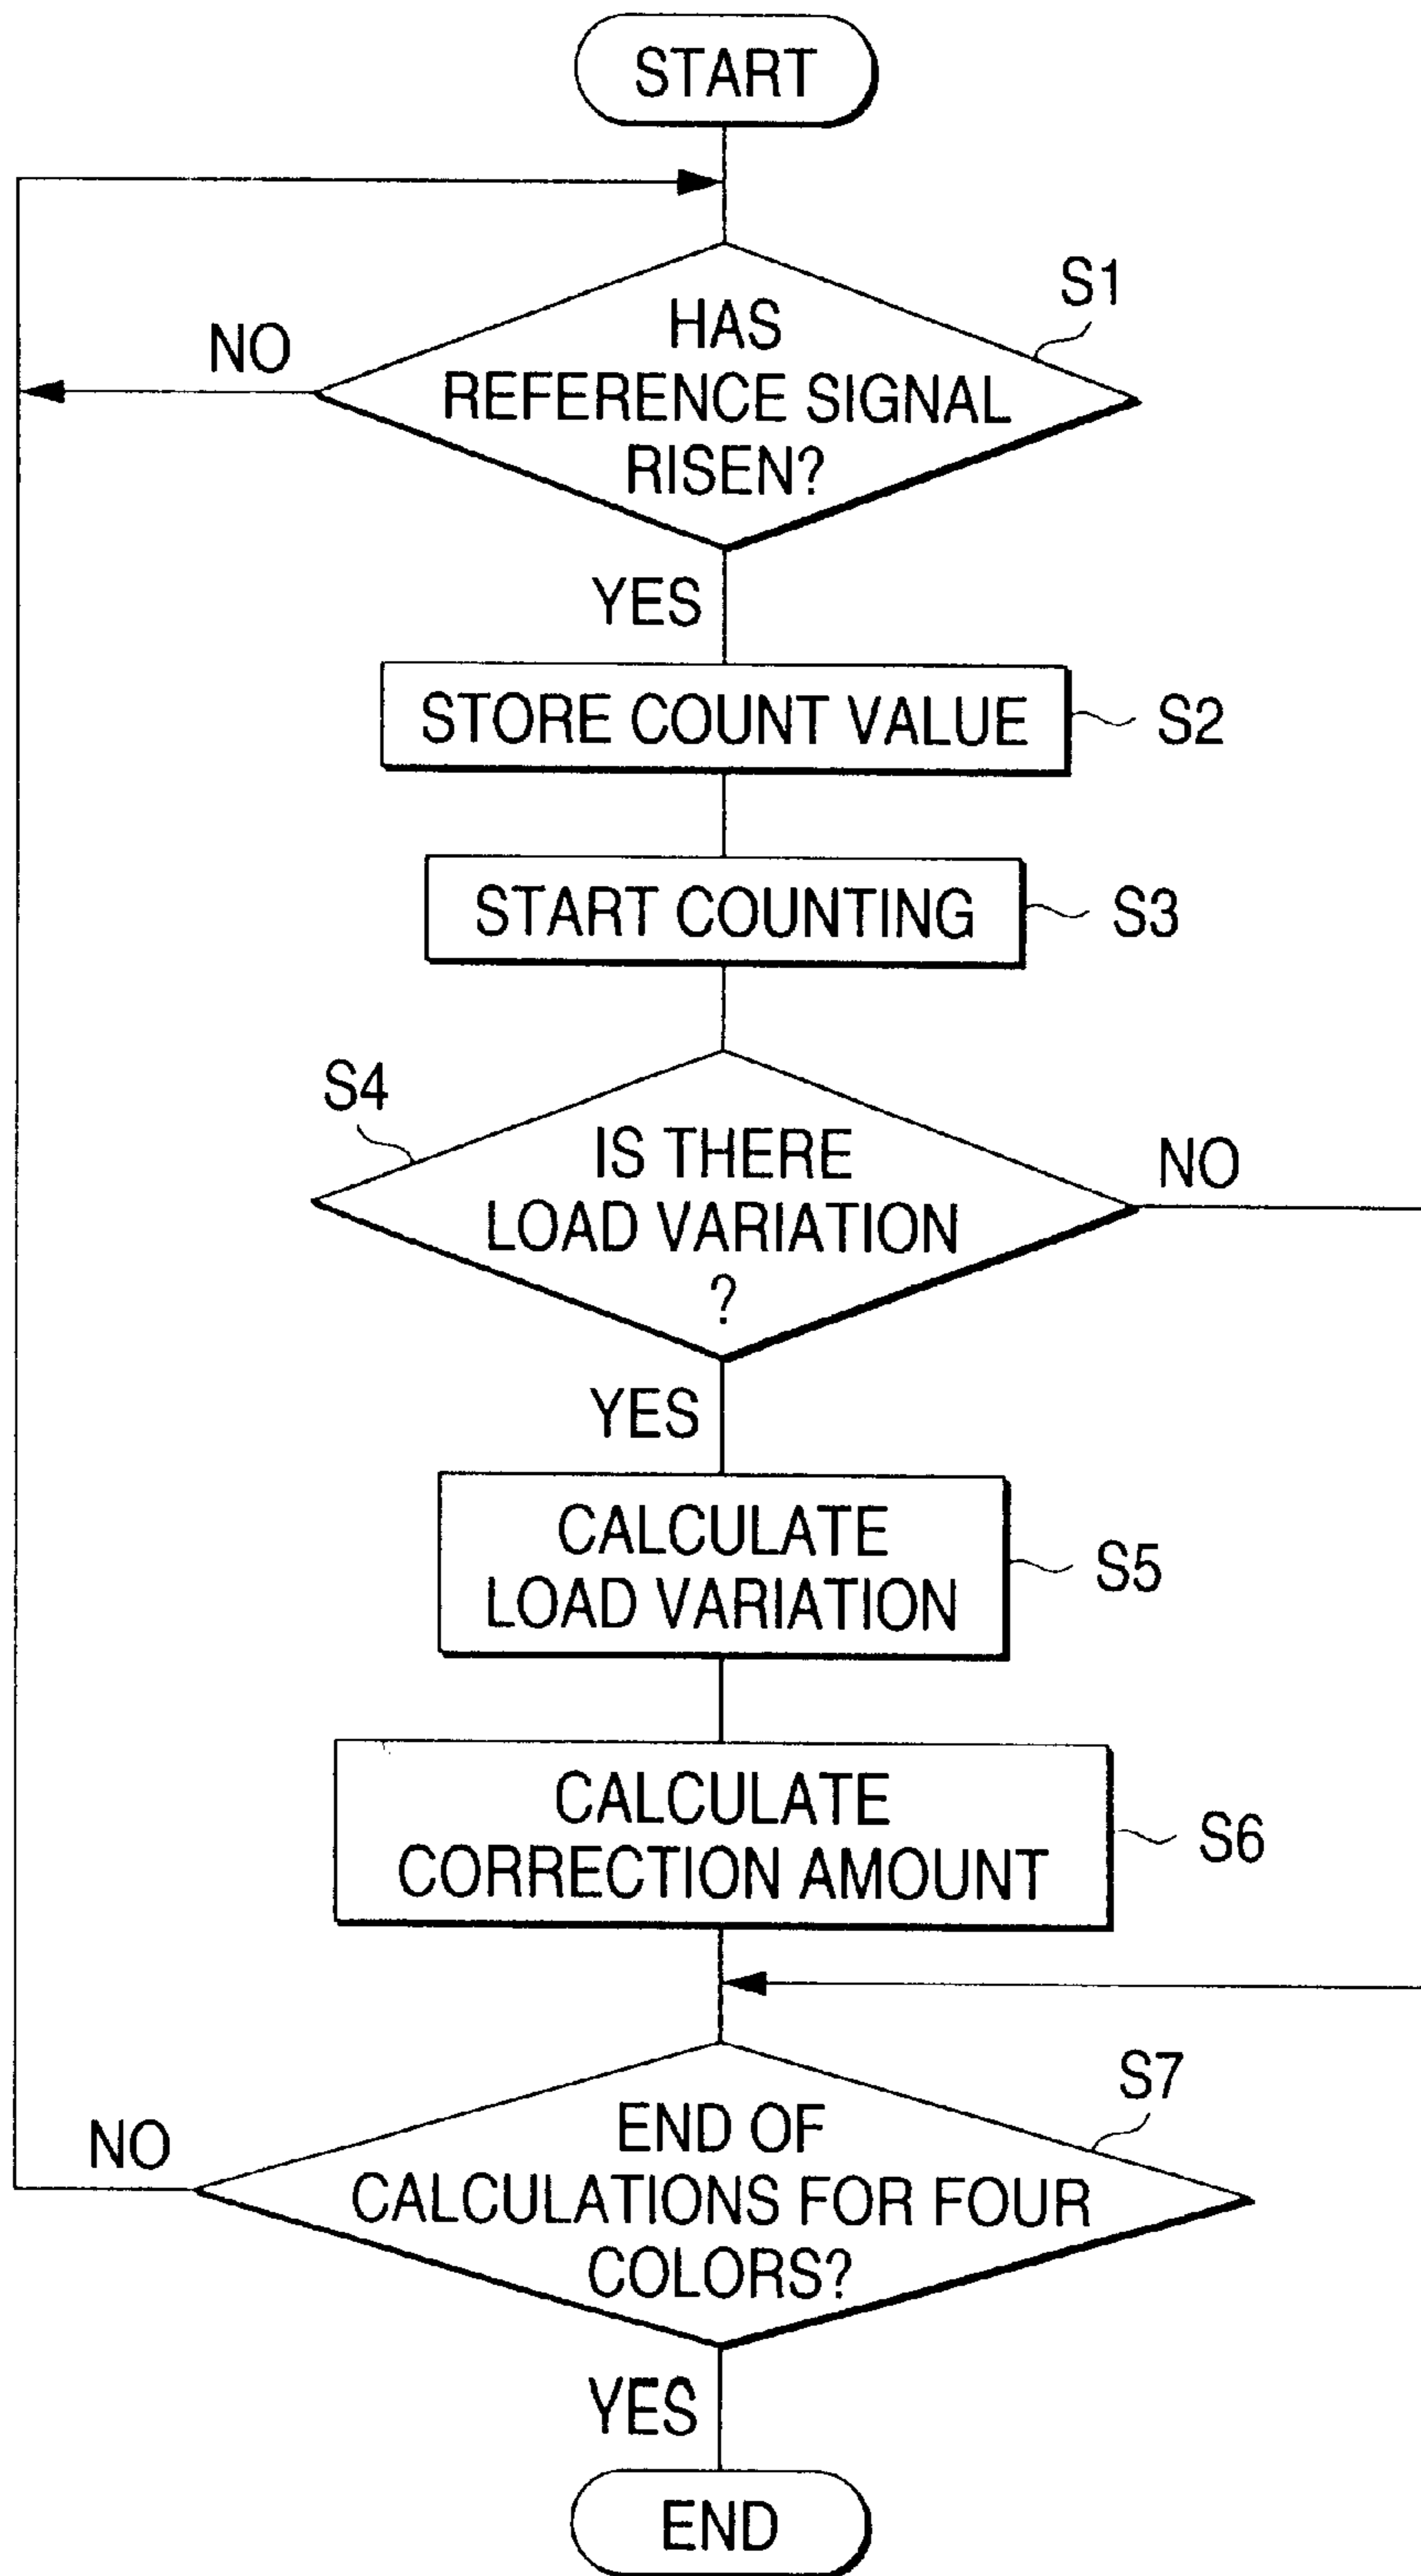 START
S1
HAS
NO
REFERENCE SIGNAL
RISEN?
YES
STORE COUNT VALUE
S2
START COUNTING
S3
S4
IS THERE
NO
LOAD VARIATION
?
YES
CALCULATE
LOAD VARIATION
S5
CALCULATE
CORRECTION AMOUNT
S6
S7
END OF
NO
CALCULATIONS FOR FOUR
COLORS?
YES
END